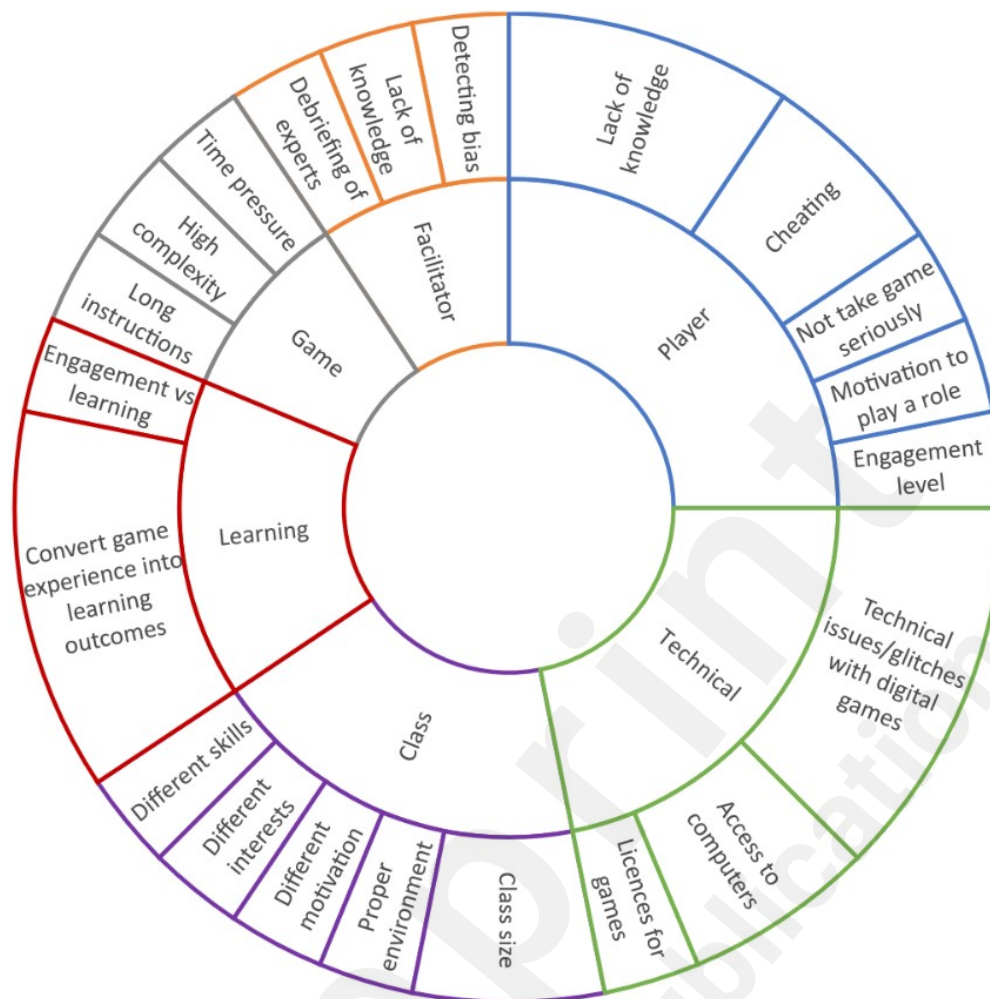 Lack of
knowledge
Cheating
Not take game
seriously
Motivation to
play a role
Engagement
level
Player
Technical
issues/glitches
with digital
games
Access to
computers
Licences for
games
Technical
Class size
Proper
environment
Different
motivation
Different
interests
Different skills
Class
Convert game
experience into
learning
outcomes
Engagement vs
learning
Learning
Long
instructions
High
complexity
Time pressure
Game
Debriefing of
experts
Lack of
knowledge
Detecting bias
Facilitator